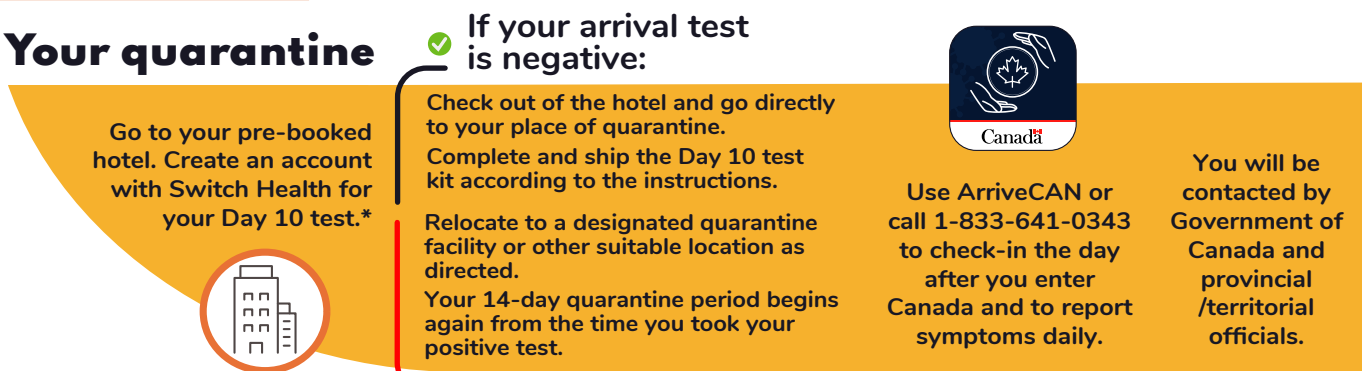 Your quarantine
Go to your pre-booked
hotel. Create an account
with Switch Health for
your Day 10 test.*
If your arrival test
is negative:
Check out of the hotel and go directly
to your place of quarantine.
Complete and ship the Day 10 test
kit according to the instructions.
Relocate to a designated quarantine
facility or other suitable location as
directed.
Your 14-day quarantine period begins
again from the time you took your
positive test.
Canada
Use ArriveCAN or
call 1-833-641-0343
to check-in the day
after you enter
Canada and to report
symptoms daily.
You will be
contacted by
Government of
Canada and
provincial
/territorial
officials.